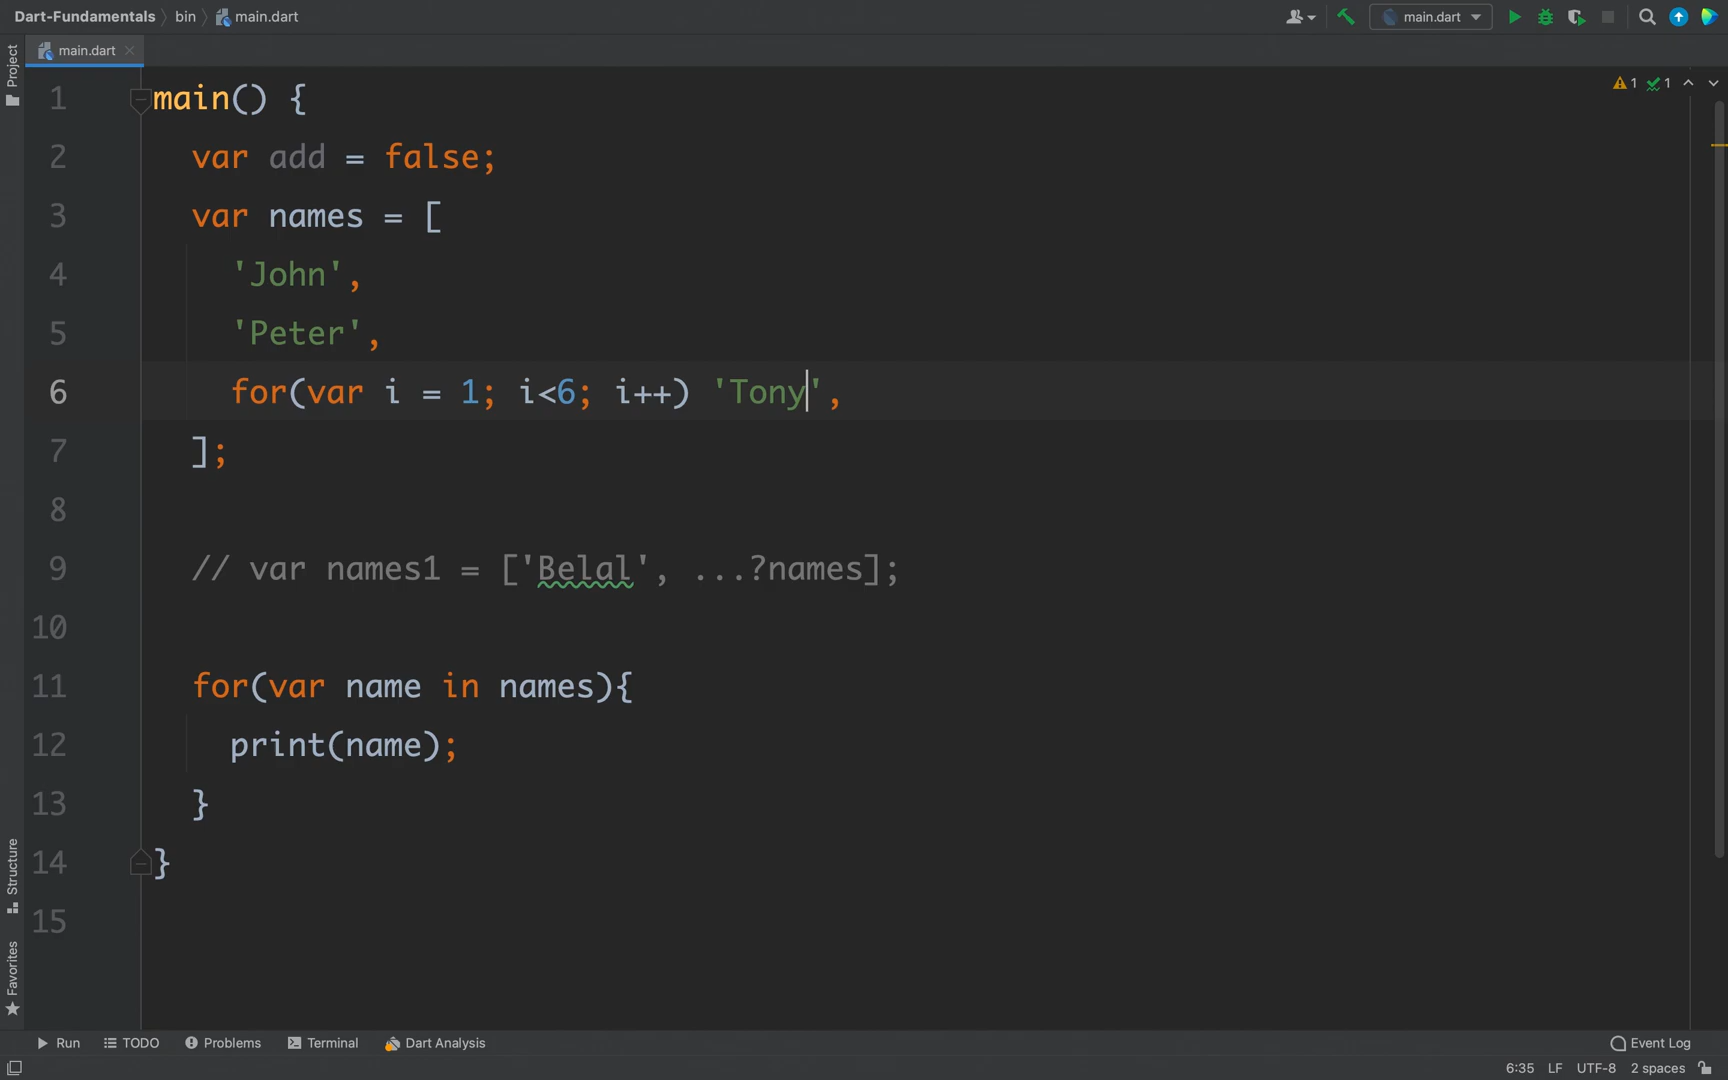 Dart-Fundamentals bin main.dart
main.dart
main.dart
Project
1 1
1 main() {
2 var add = false;
3 var names = [
4 'John',
5 'Peter',
6 for(var i = 1; i<6; i++) 'Tony',
7 ];
8
9 // var names1 = ['Belal', ...?names];
10
11 for(var name in names){
12 print(name);
13 }
14 }
15
Structure
Favorites
Run TODO Problems Terminal Dart Analysis Event Log
6:35 LF UTF-8 2 spaces